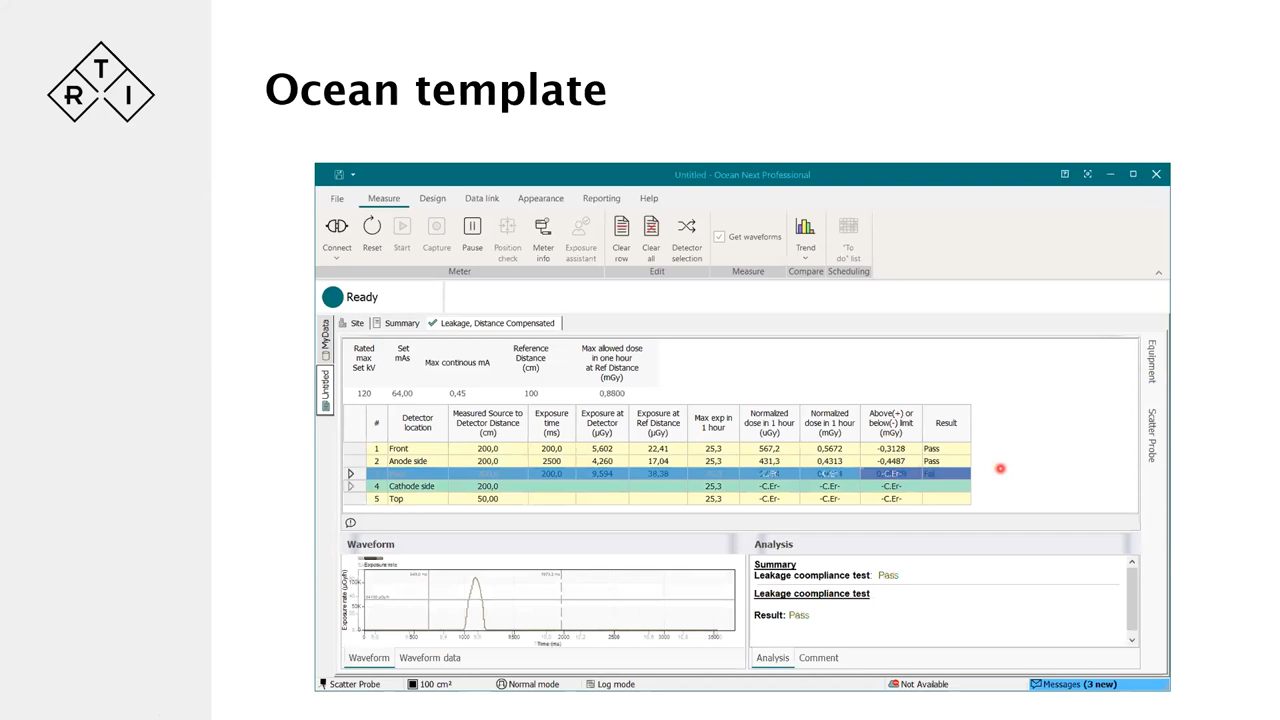 R T I
Ocean template
Untitled - Ocean Next Professional
File Measure Design Data link Appearance Reporting Help
Connect Reset Start Capture Pause Position check Meter info Exposure assistant Clear row Clear all Detector selection Get waveforms Trend "To do" list
Meter Edit Measure Compare Scheduling
Ready
Site Summary Leakage, Distance Compensated
MyData
Untitled
Equipment
Scatter Probe
Rated max Set kV Set mAs Max continous mA Reference Distance (cm) Max allowed dose in one hour at Ref Distance (mGy)
120 64,00 0,45 100 0,8800
# Detector location Measured Source to Detector Distance (cm) Exposure time (ms) Exposure at Detector (µGy) Exposure at Ref Distance (µGy) Max exp in 1 hour Normalized dose in 1 hour (uGy) Normalized dose in 1 hour (mGy) Above(+) or below(-) limit (mGy) Result
1 Front 200,0 200,0 5,602 22,41 25,3 567,2 0,5672 -0,3128 Pass
2 Anode side 200,0 2500 4,260 17,04 25,3 431,3 0,4313 -0,4487 Pass
200,0 9,594 38,38 -C.Er-
4 Cathode side 200,0 25,3 -C.Er- -C.Er- -C.Er-
5 Top 50,00 25,3 -C.Er- -C.Er- -C.Er-
Waveform
Exposure rate
Exposure rate (µGy/h)
Time (ms)
Waveform Waveform data
Analysis
Summary
Leakage coompliance test: Pass
Leakage coompliance test
Result: Pass
Analysis Comment
Scatter Probe 100 cm² Normal mode Log mode Not Available Messages (3 new)